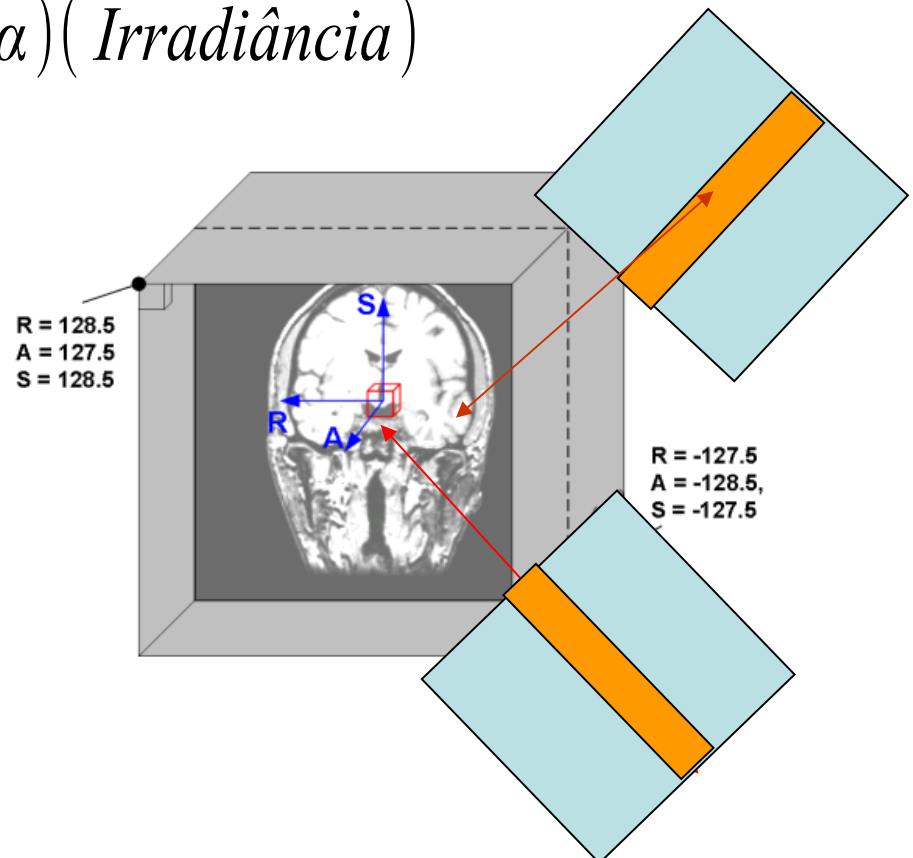 α)( Irradiância)
R = 128.5
A = 127.5
S = 128.5
S
R
A
R = -127.5
A = -128.5,
S = -127.5